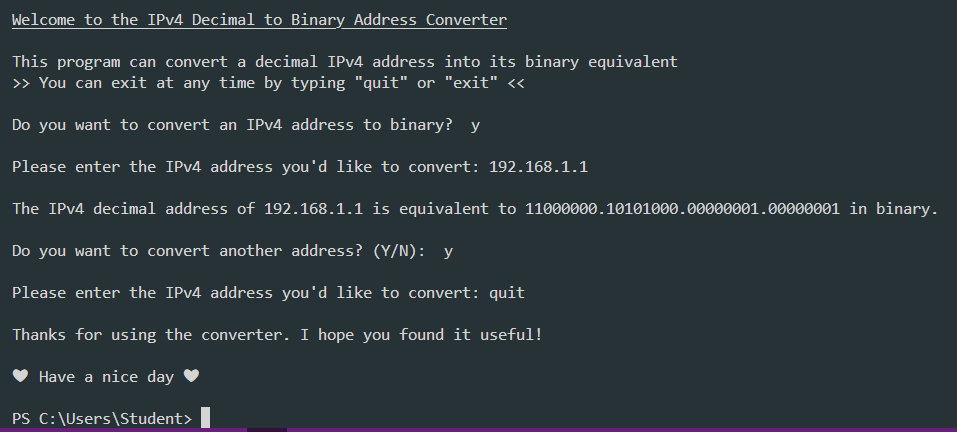 Welcome to the IPv4 Decimal to Binary Address Converter
This program can convert a decimal IPv4 address into its binary equivalent
>> You can exit at any time by typing "quit" or "exit" <<
Do you want to convert an IPv4 address to binary?  y
Please enter the IPv4 address you'd like to convert: 192.168.1.1
The IPv4 decimal address of 192.168.1.1 is equivalent to 11000000.10101000.00000001.00000001 in binary.
Do you want to convert another address? (Y/N):  y
Please enter the IPv4 address you'd like to convert: quit
Thanks for using the converter. I hope you found it useful!
♥ Have a nice day ♥
PS C:\Users\Student>